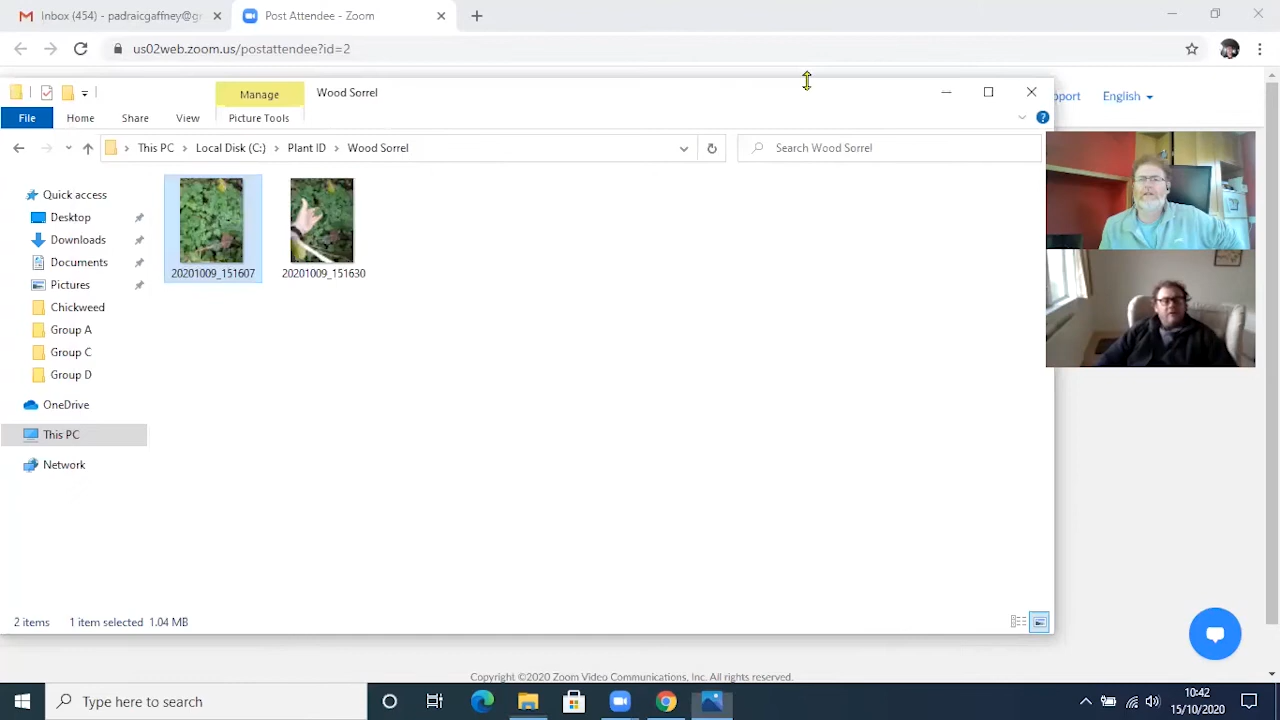 Inbox (454) - padraicgaffney@gr
Post Attendee - Zoom
us02web.zoom.us/postattendee?id=2
Manage
Wood Sorrel
pport
English
File
Home
Share
View
Picture Tools
This PC
Local Disk (C:)
Plant ID
Wood Sorrel
Search Wood Sorrel
Quick access
Desktop
Downloads
Documents
Pictures
Chickweed
Group A
Group C
Group D
OneDrive
This PC
Network
20201009_151607
20201009_151630
2 items
1 item selected 1.04 MB
Copyright ©2020 Zoom Video Communications, Inc. All rights reserved.
Type here to search
10:42
15/10/2020